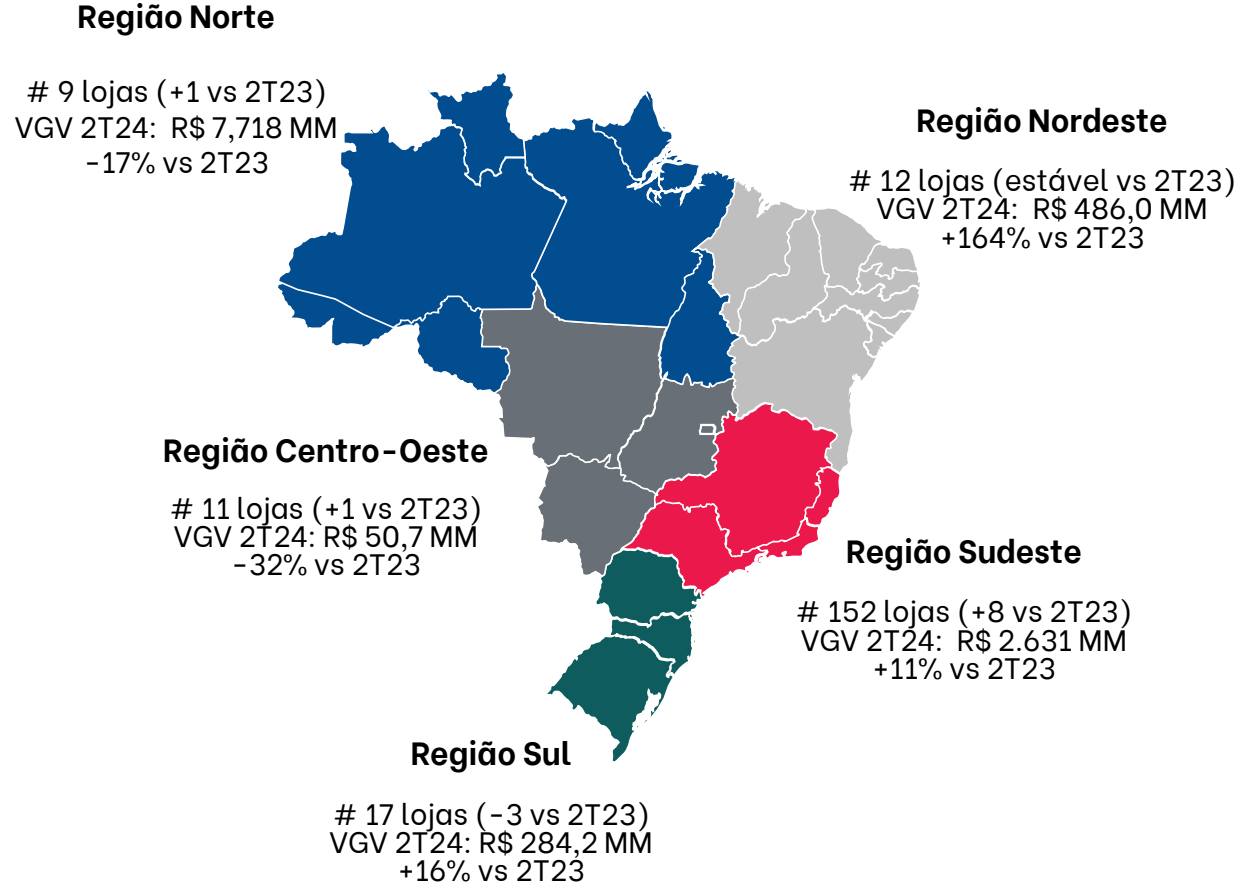 Região Norte
# 9 lojas (+1 vs 2T23)
VGV 2T24: R$ 7,718 MM
-17% vs 2T23
Região Nordeste
# 12 lojas (estável vs 2T23)
VGV 2T24: R$ 486,0 MM
+164% vs 2T23
Região Centro-Oeste
# 11 lojas (+1 vs 2T23)
VGV 2T24: R$ 50,7 MM
-32% vs 2T23
Região Sudeste
# 152 lojas (+8 vs 2T23)
VGV 2T24: R$ 2.631 MM
+11% vs 2T23
Região Sul
# 17 lojas (-3 vs 2T23)
VGV 2T24: R$ 284,2 MM
+16% vs 2T23